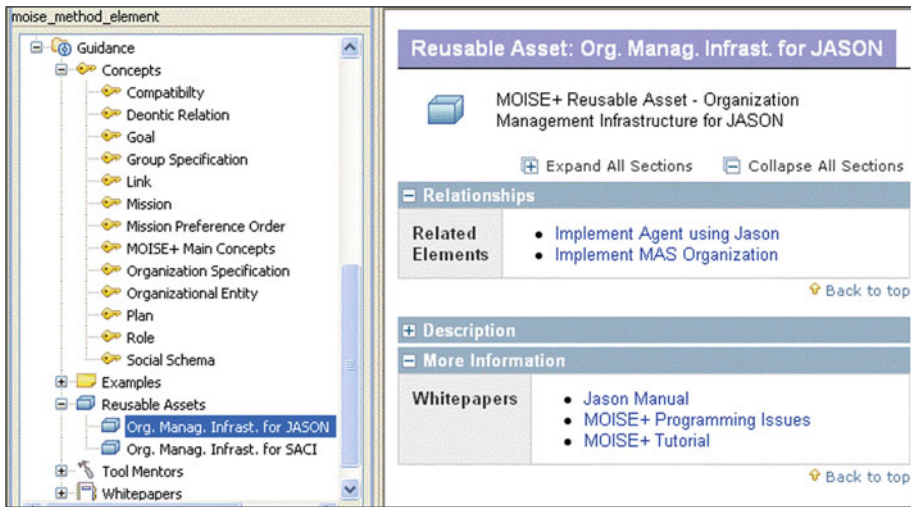 moise_method_element
Guidance
Concepts
Compatibilty
Deontic Relation
Goal
Group Specification
Link
Mission
Mission Preference Order
MOISE+ Main Concepts
Organization Specification
Organizational Entity
Plan
Role
Social Schema
Examples
Reusable Assets
Org. Manag. Infrast. for JASON
Org. Manag. Infrast. for SACI
Tool Mentors
Whitepapers
Reusable Asset: Org. Manag. Infrast. for JASON
MOISE+ Reusable Asset - Organization
Management Infrastructure for JASON
Expand All Sections Collapse All Sections
Relationships
Related
Elements
Implement Agent using Jason
Implement MAS Organization
Back to top
Description
More Information
Whitepapers
Jason Manual
MOISE+ Programming Issues
MOISE+ Tutorial
Back to top